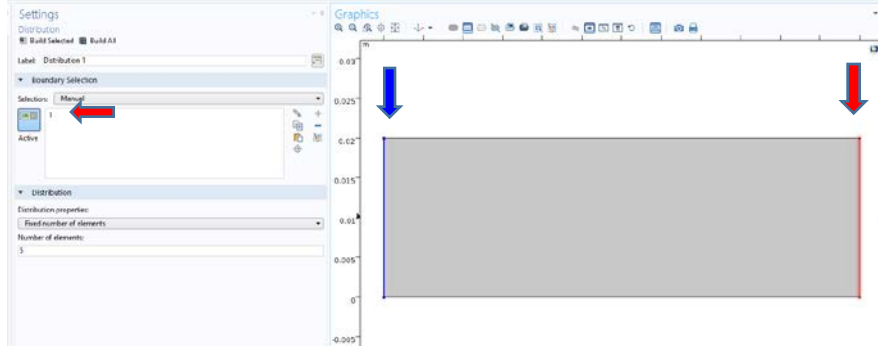 Settings
Distribution
Build Selected Build All
Label: Distribution 1
Boundary Selection
Selection: Manual
1
Active
Distribution
Distribution properties:
Fixed number of elements
Number of elements:
5
Graphics
m
0.03
0.025
0.02
0.015
0.01
0.005
0
-0.005